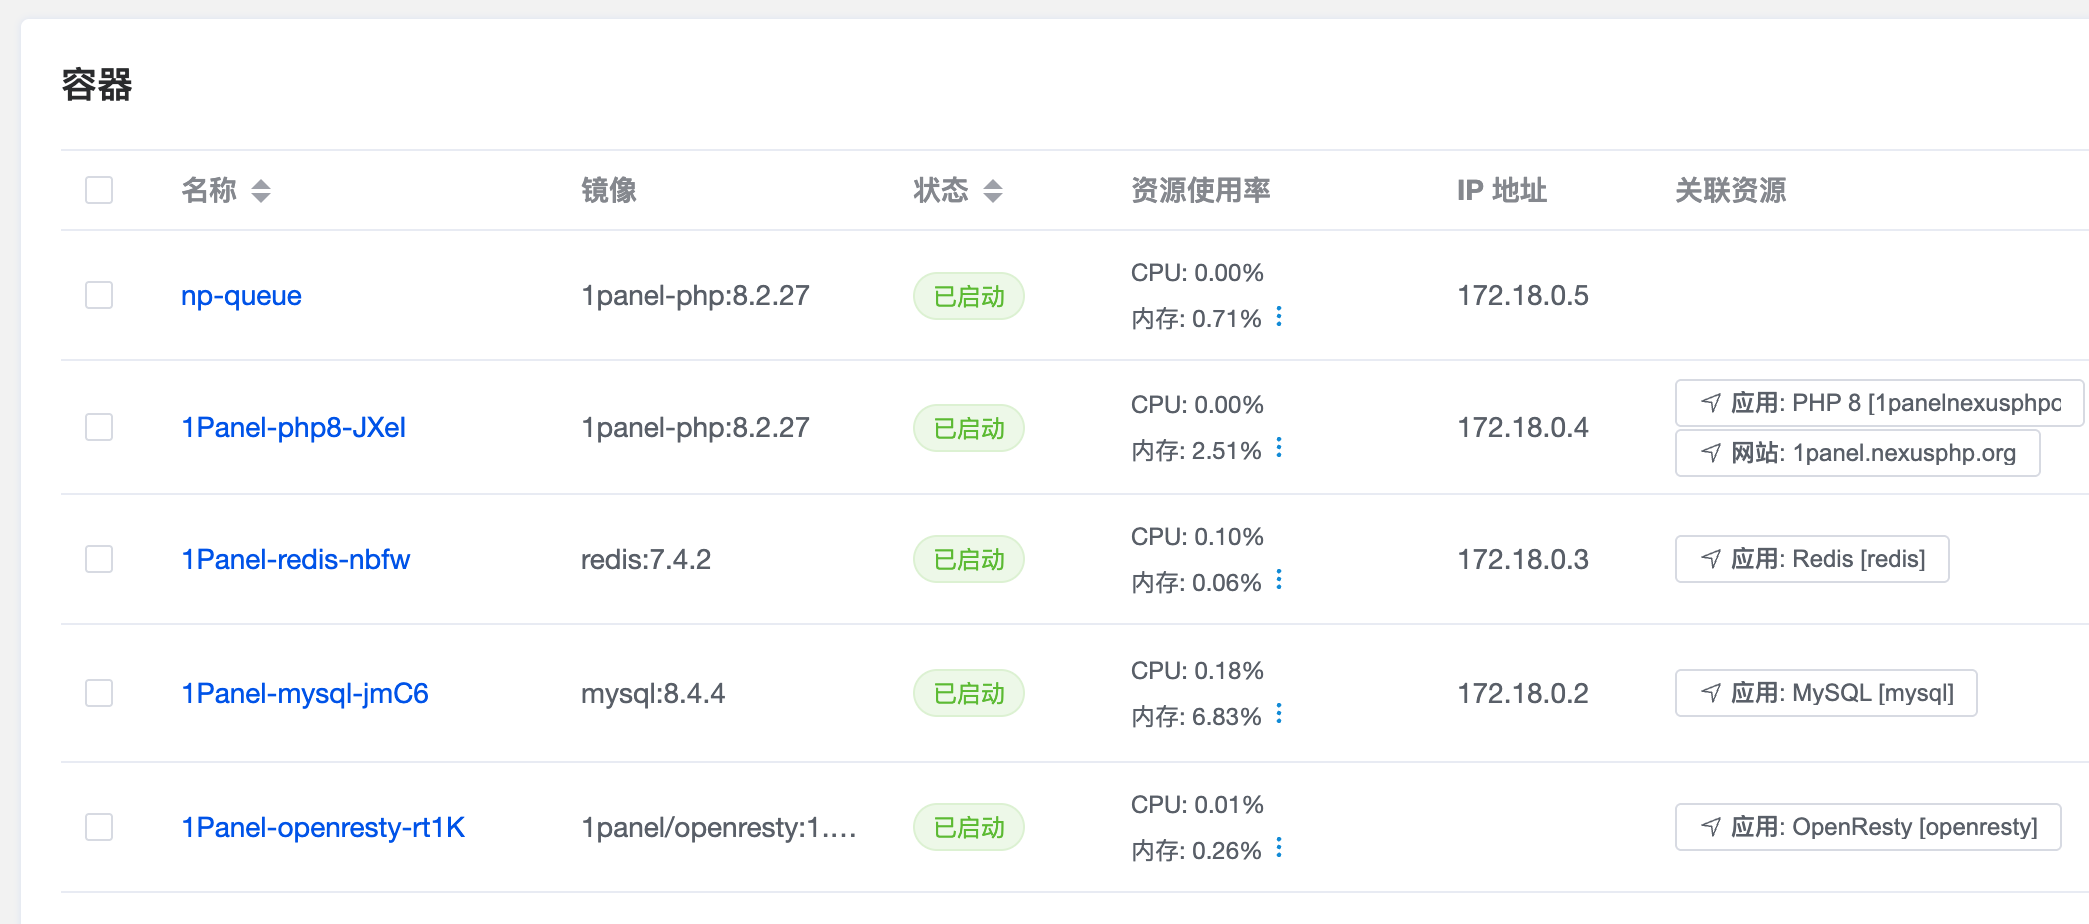 容器
名称 镜像 状态 资源使用率 IP 地址 关联资源
np-queue 1panel-php:8.2.27 已启动 CPU: 0.00% 172.18.0.5
内存: 0.71%
1Panel-php8-JXeI 1panel-php:8.2.27 已启动 CPU: 0.00% 172.18.0.4 应用: PHP 8 [1panelnexusphpo
内存: 2.51% 网站: 1panel.nexusphp.org
1Panel-redis-nbfw redis:7.4.2 已启动 CPU: 0.10% 172.18.0.3 应用: Redis [redis]
内存: 0.06%
1Panel-mysql-jmC6 mysql:8.4.4 已启动 CPU: 0.18% 172.18.0.2 应用: MySQL [mysql]
内存: 6.83%
1Panel-openresty-rt1K 1panel/openresty:1.... 已启动 CPU: 0.01% 应用: OpenResty [openresty]
内存: 0.26%